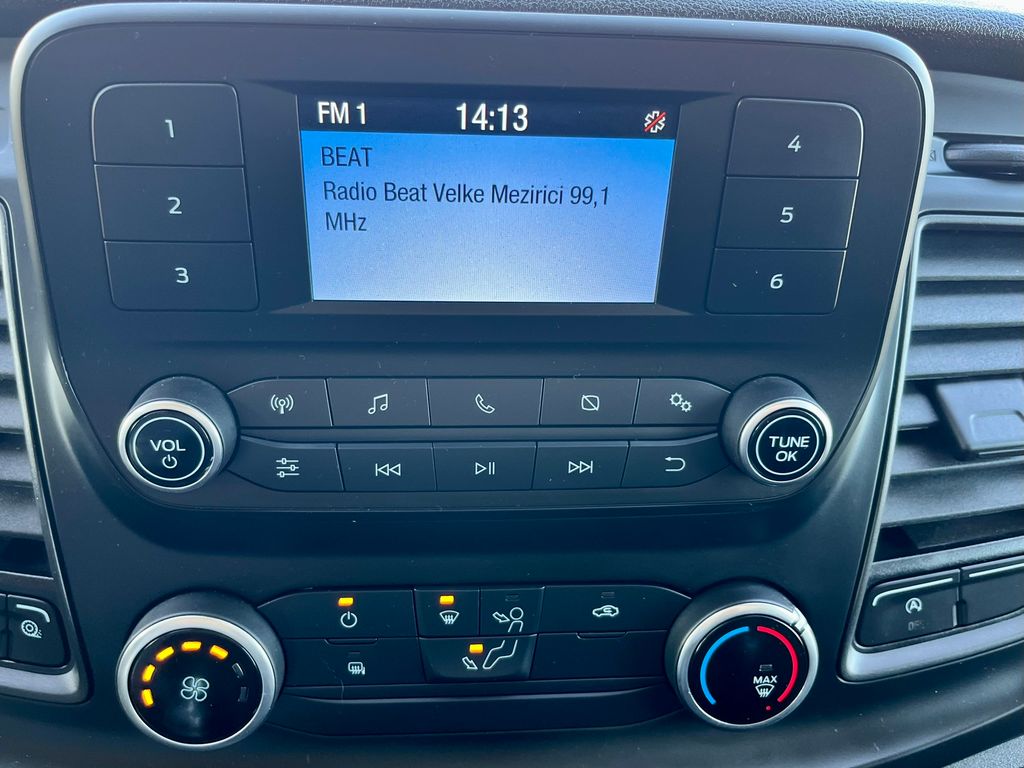 FM 1 14:13
BEAT
Radio Beat Velke Mezirici 99,1
MHz
1
2
3
4
5
6
VOL
TUNE
OK
MAX
A
OFF